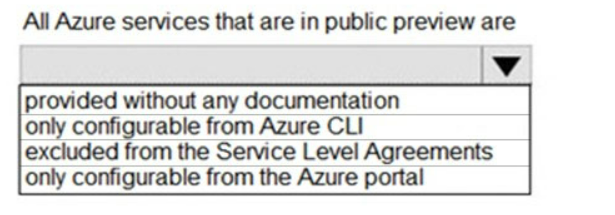 All Azure services that are in public preview are
provided without any documentation
only configurable from Azure CLI
excluded from the Service Level Agreements
only configurable from the Azure portal